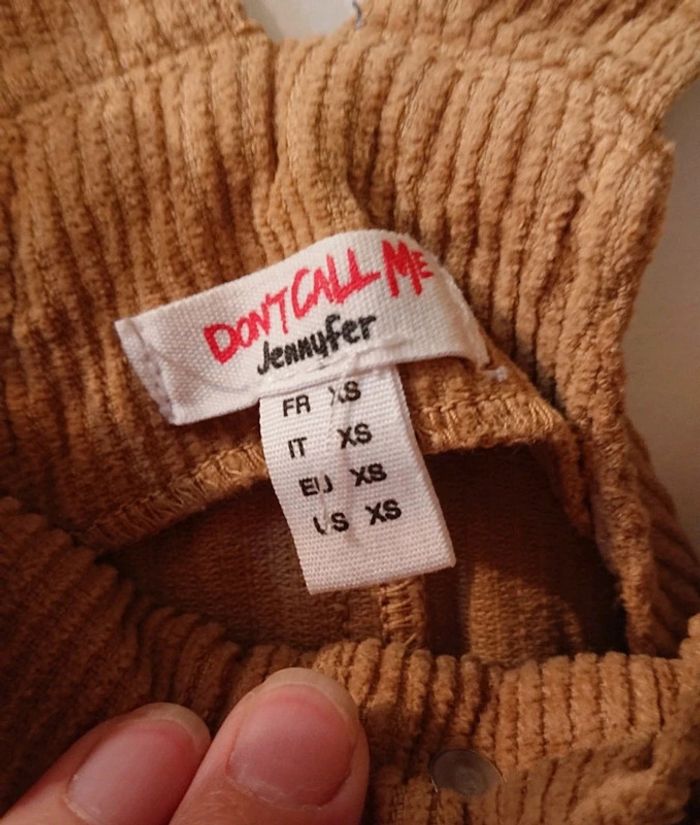 DON'T CALL ME
Jennyfer
FR XS
IT XS
EU XS
US XS